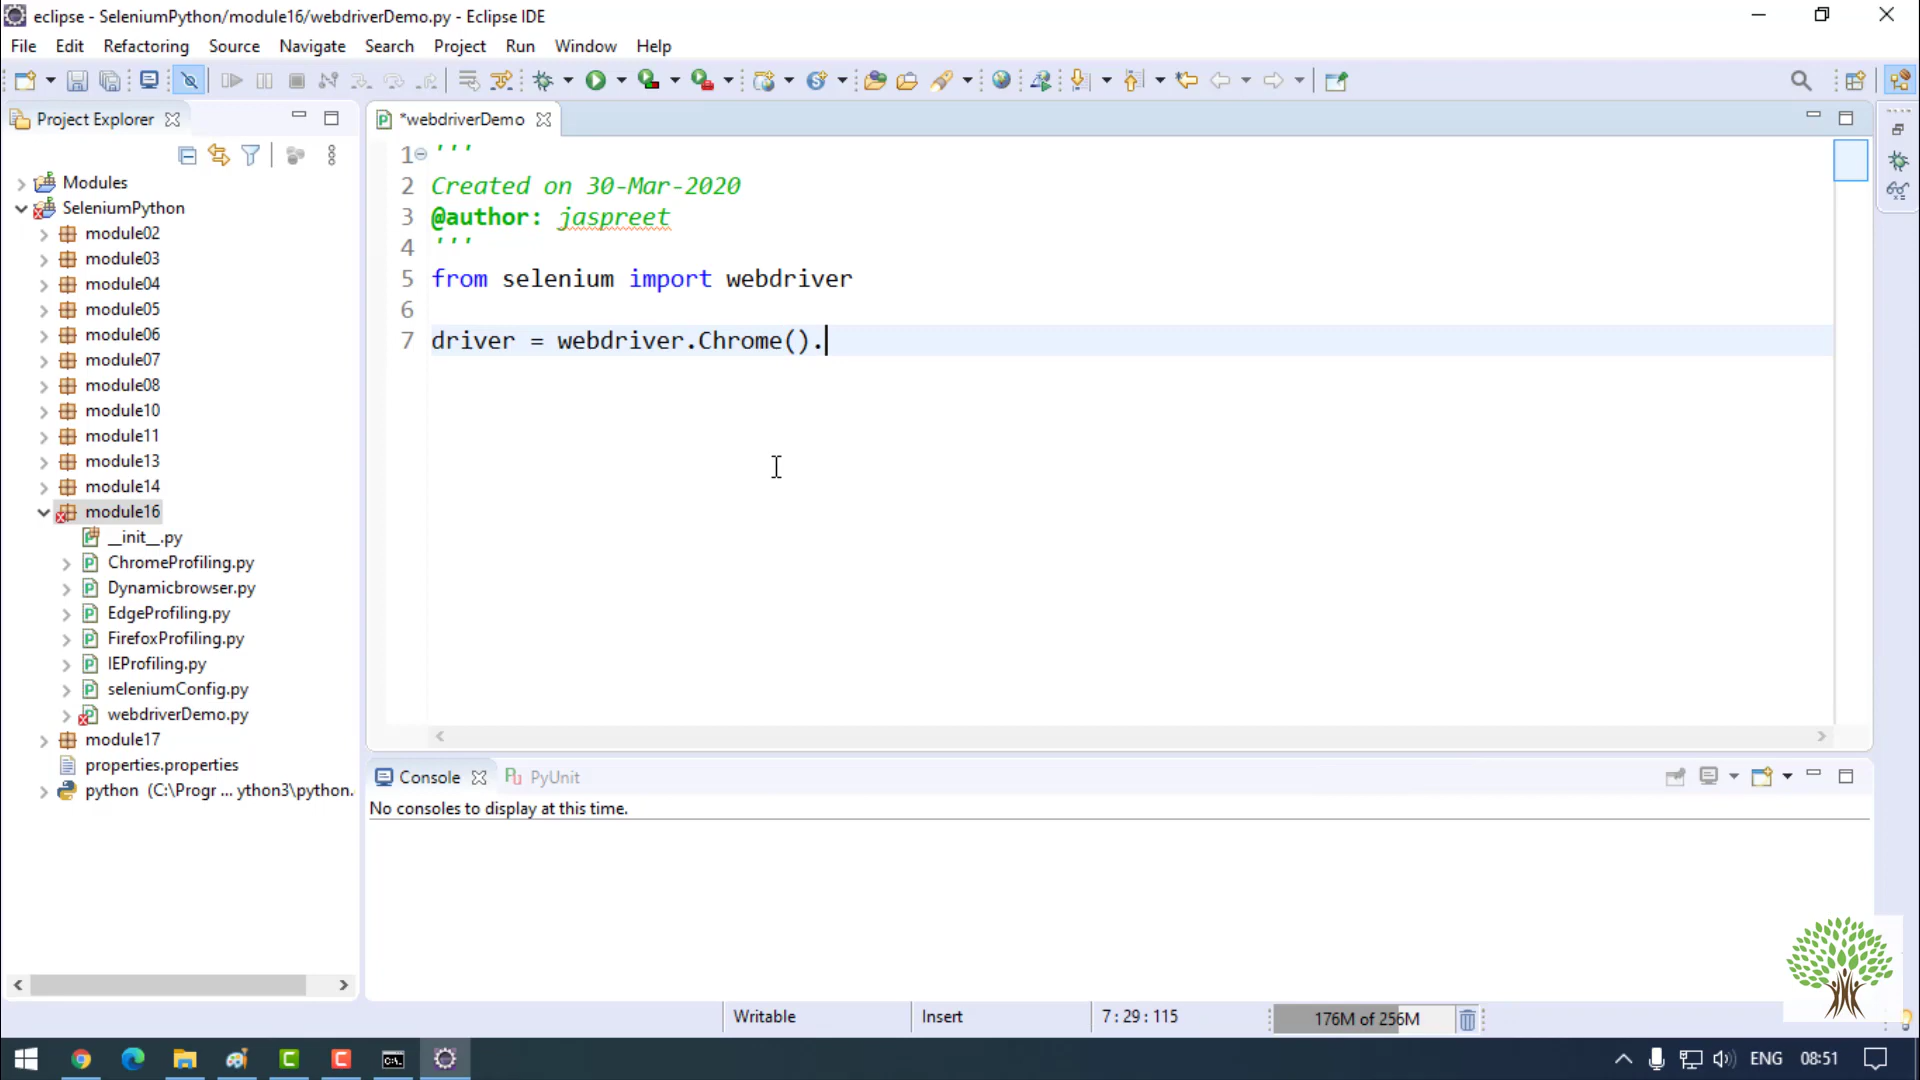 eclipse - SeleniumPython/module16/webdriverDemo.py - Eclipse IDE
File Edit Refactoring Source Navigate Search Project Run Window Help
Project Explorer
*webdriverDemo
Modules
SeleniumPython
module02
module03
module04
module05
module06
module07
module08
module10
module11
module13
module14
module16
__init__.py
ChromeProfiling.py
Dynamicbrowser.py
EdgeProfiling.py
FirefoxProfiling.py
IEProfiling.py
seleniumConfig.py
webdriverDemo.py
module17
properties.properties
python (C:\Progr ... ython3\python.
1 '''
2 Created on 30-Mar-2020
3 @author: jaspreet
4 '''
5 from selenium import webdriver
6
7 driver = webdriver.Chrome().
Console PyUnit
No consoles to display at this time.
Writable Insert 7 : 29 : 115 176M of 256M
ENG 08:51